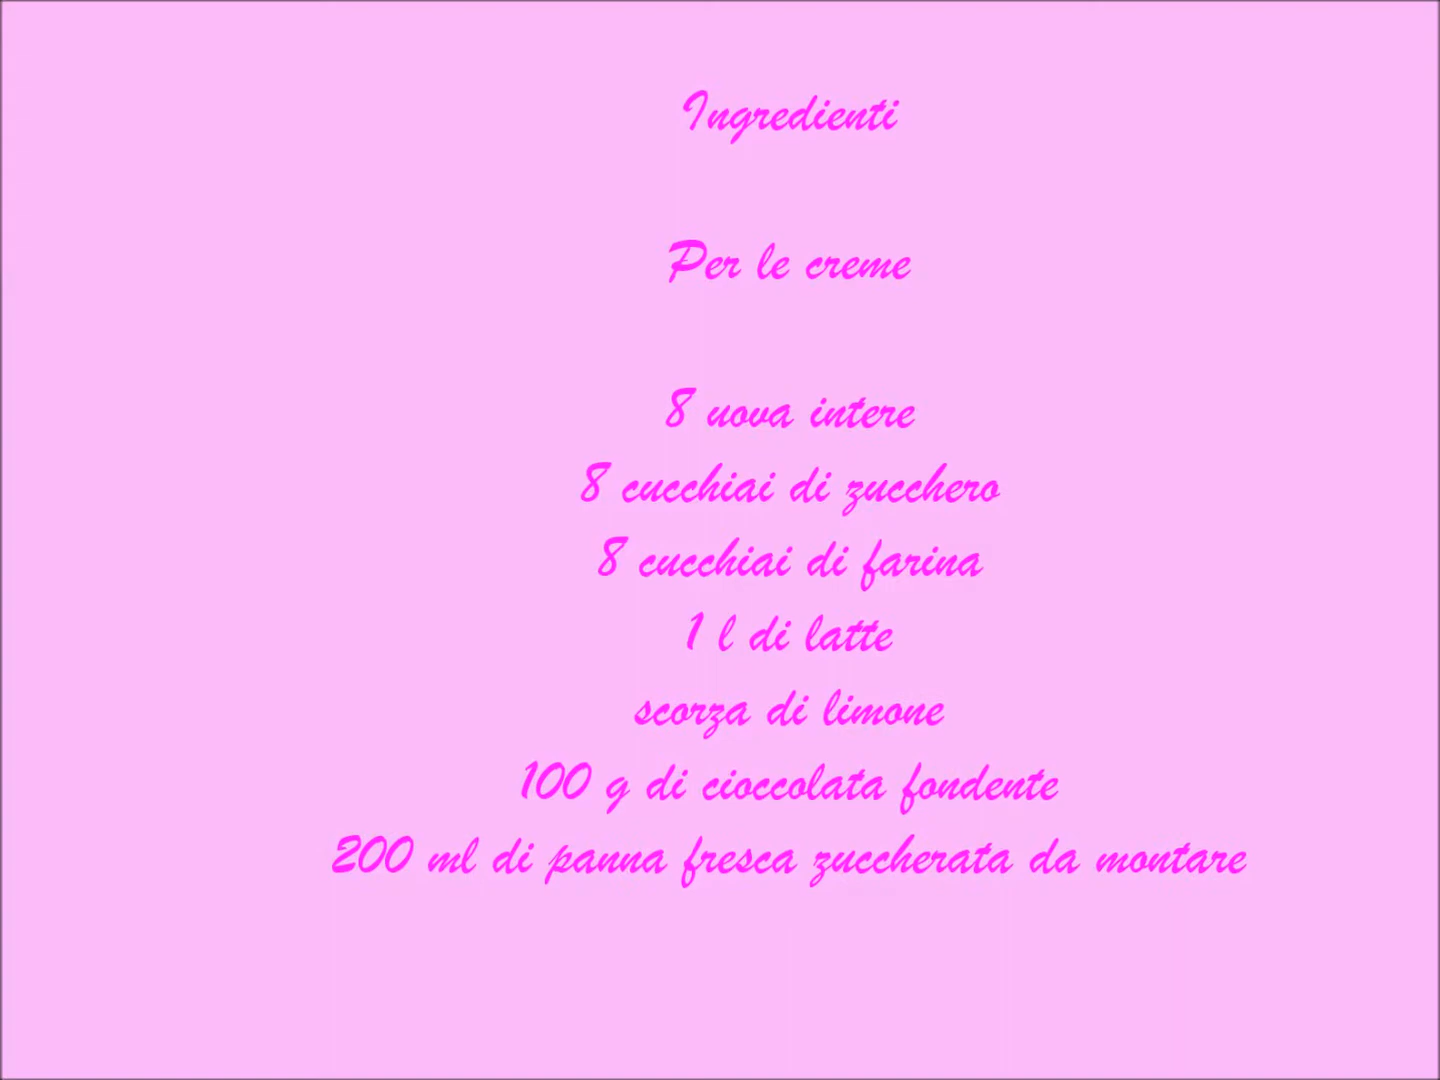 Ingredienti
Per le creme
8 uova intere
8 cucchiai di zucchero
8 cucchiai di farina
1 l di latte
scorza di limone
100 g di cioccolata fondente
200 ml di panna fresca zuccherata da montare